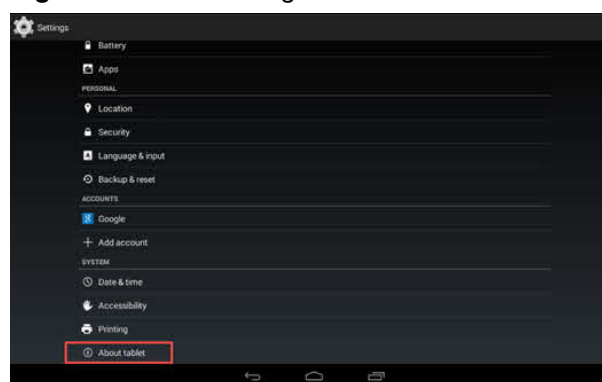 Settings
Battery
Apps
PERSONAL
Location
Security
Language & input
Backup & reset
ACCOUNTS
Google
Add account
SYSTEM
Date & time
Accessibility
Printing
About tablet